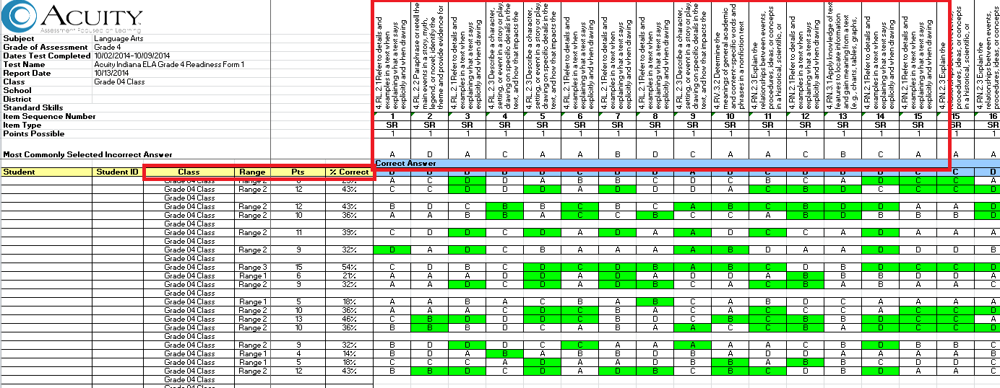 ACUITY
Assessment Focused on Learning
4.RL.2.1 Refer to details and examples in a text when explaining what a text says explicitly and when drawing
4.RL.2.2 Paraphrase or retell the main events in a story, myth, legend, or novel; identify the theme and provide evidence for
4.RL.2.1 Refer to details and examples in a text when explaining what a text says explicitly and when drawing
4.RL.2.3 Describe a character, setting, or event in a story or play, drawing on specific details in the text, and how that impacts the
4.RL.2.3 Describe a character, setting, or event in a story or play, drawing on specific details in the text, and how that impacts the
4.RL.2.1 Refer to details and examples in a text when explaining what a text says explicitly and when drawing
4.RL.2.1 Refer to details and examples in a text when explaining what a text says explicitly and when drawing
4.RL.2.1 Refer to details and examples in a text when explaining what a text says explicitly and when drawing
4.RL.2.3 Describe a character, setting, or event in a story or play, drawing on specific details in the text, and how that impacts the
4.RV.3.2 Determine the meanings of general academic and content-specific words and phrases in a nonfiction text
4.RN.2.3 Explain the relationships between events, procedures, ideas, or concepts in a historical, scientific, or
4.RN.2.1 Refer to details and examples in a text when explaining what a text says explicitly and when drawing
4.RN.3.1 Apply knowledge of text features to locate information and gain meaning from a text (e.g., charts, tables, graphs,
4.RN.2.1 Refer to details and examples in a text when explaining what a text says explicitly and when drawing
4.RN.2.1 Refer to details and examples in a text when explaining what a text says explicitly and when drawing
4.RN.2.3 Explain the procedures, ideas, or concepts in a historical, scientific, or
4.RN.2.3 Explain the relationships between events, procedures, ideas, or concepts
Subject Language Arts
Grade of Assessment Grade 4
Dates Test Completed 10/02/2014-10/09/2014
Test Name Acuity Indiana ELA Grade 4 Readiness Form 1
Report Date 10/13/2014
Class Grade 04 Class
School
District
Standard Skills
Item Sequence Number 1 2 3 4 5 6 7 8 9 10 11 12 13 14 15 15 16
Item Type SR SR SR SR SR SR SR SR SR SR SR SR SR SR SR SR SR
Points Possible 1 1 1 1 1 1 1 1 1 1 1 1 1 1 1 1 1
Most Commonly Selected Incorrect Answer A D A C A A B D C A A C B C A A A
Correct Answer
Student Student ID Class Range Pts % Correct
Grade 04 Class Range 2 A C D D A B B C D C B C A D C C A
Grade 04 Class Range 2 12 43% C C D D D A D D D A C B D C C C D
Grade 04 Class
Grade 04 Class Range 2 12 43% B D C B B C B C A B C B D D A A D
Grade 04 Class Range 2 10 36% A A B B A C C B C C A B D B B B D
Grade 04 Class
Grade 04 Class Range 2 11 39% C D D C D A D A A D C C A D A A A
Grade 04 Class
Grade 04 Class Range 2 9 32% D A D C B A A A A B D A A D D D B
Grade 04 Class
Grade 04 Class Range 3 15 54% C D B C D C D B A B C D B D C C D
Grade 04 Class Range 1 6 21% A A A D D A D A D D A B B B D D A
Grade 04 Class Range 2 9 32% A A D C D B D B C A C B A B A A C
Grade 04 Class
Grade 04 Class Range 1 5 18% A A B A C B A B C A B D C A A A A
Grade 04 Class Range 2 10 36% A A A B D C B A C A C C A B C C D
Grade 04 Class Range 2 13 46% C B D D D C B D C B C B A D C C A
Grade 04 Class Range 2 10 36% B B B D B C A B A D C B A C C C D
Grade 04 Class
Grade 04 Class Range 2 9 32% B D D D C C A A A A C C B D B B C
Grade 04 Class Range 1 4 14% B D A B A B B D B A D D A A A A A
Grade 04 Class Range 1 5 18% C C C A D A A A C B A B B C D D C
Grade 04 Class Range 2 12 43% B B D C D A D B C B C D B D A A C
Grade 04 Class